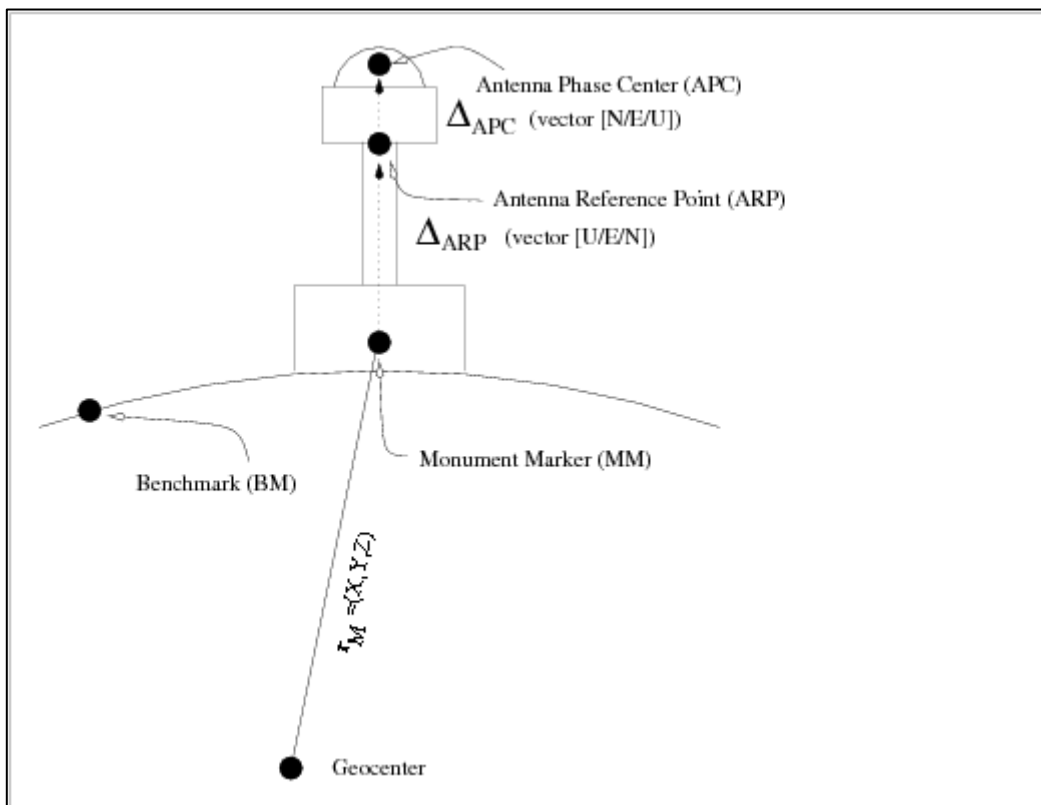 Antenna Phase Center (APC)
Δ_APC (vector [N/E/U])
Antenna Reference Point (ARP)
Δ_ARP (vector [U/E/N])
Monument Marker (MM)
Benchmark (BM)
r_M =(X,Y,Z)
Geocenter